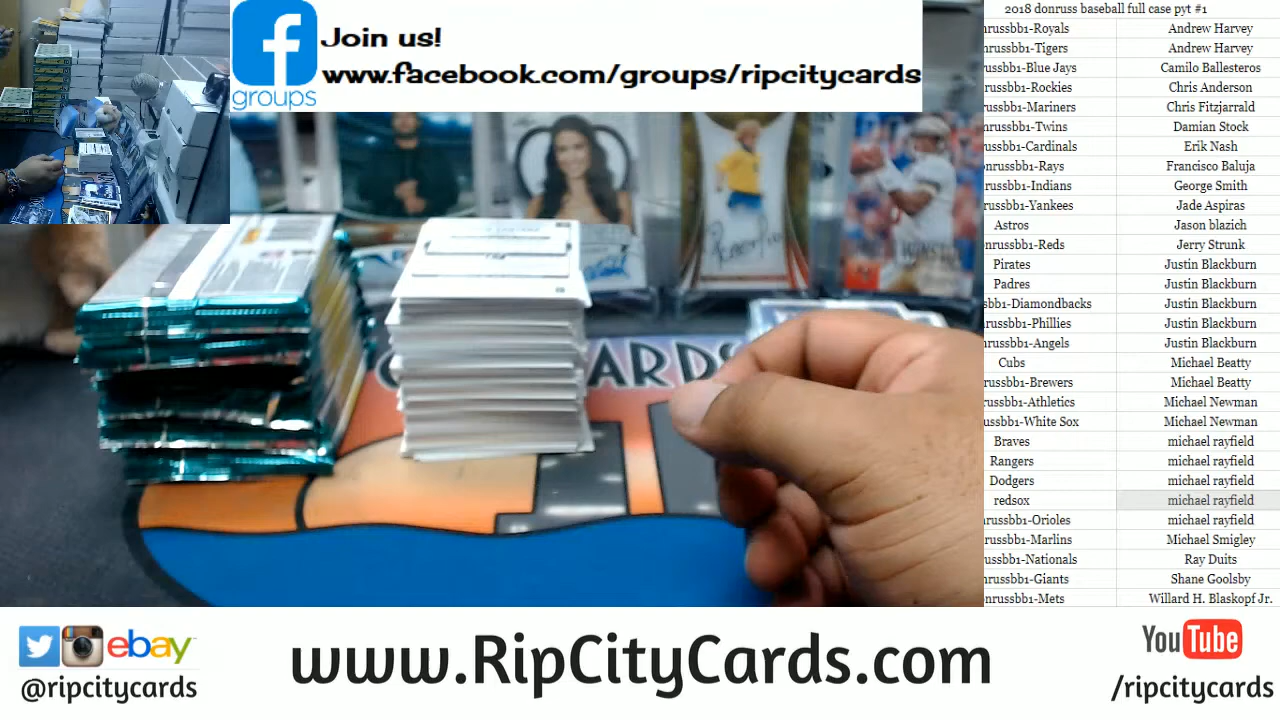 Join us!
www.facebook.com/groups/ripcitycards
groups
2018 donruss baseball full case pyt #1
nrussbb1-Royals Andrew Harvey
nrussbb1-Tigers Andrew Harvey
russbb1-Blue Jays Camilo Ballesteros
russbb1-Rockies Chris Anderson
russbb1-Mariners Chris Fitzjarrald
nrussbb1-Twins Damian Stock
russbb1-Cardinals Erik Nash
onrussbb1-Rays Francisco Baluja
russbb1-Indians George Smith
russbb1-Yankees Jade Aspiras
Astros Jason blazich
onrussbb1-Reds Jerry Strunk
Pirates Justin Blackburn
Padres Justin Blackburn
sbb1-Diamondbacks Justin Blackburn
russbb1-Phillies Justin Blackburn
nrussbb1-Angels Justin Blackburn
Cubs Michael Beatty
russbb1-Brewers Michael Beatty
russbb1-Athletics Michael Newman
russbb1-White Sox Michael Newman
Braves michael rayfield
Rangers michael rayfield
Dodgers michael rayfield
redsox michael rayfield
nrussbb1-Orioles michael rayfield
russbb1-Marlins Michael Smigley
russbb1-Nationals Ray Duits
nrussbb1-Giants Shane Goolsby
onrussbb1-Mets Willard H. Blaskopf Jr.
CARDS
ebay
@ripcitycards
www.RipCityCards.com
YouTube
/ripcitycards